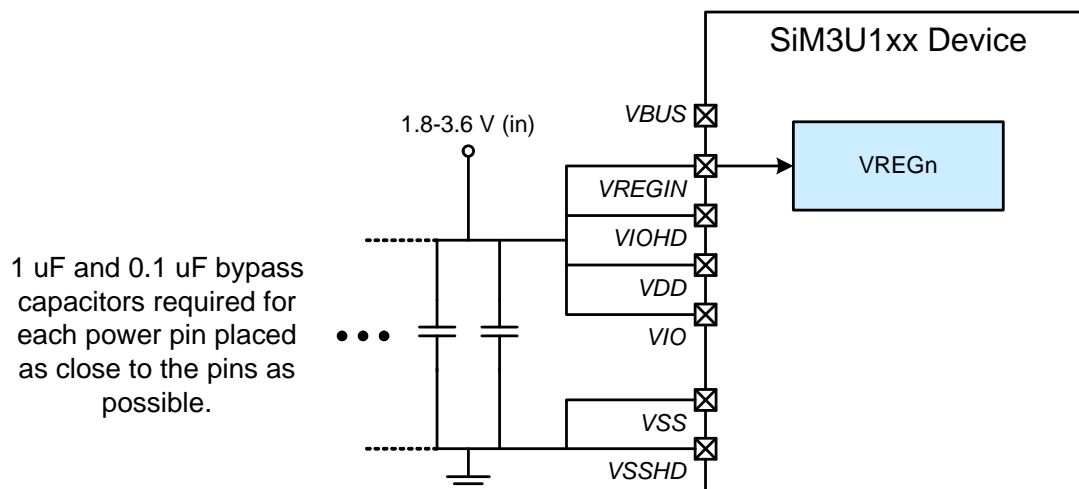 SiM3U1xx Device
1.8-3.6 V (in)
VBUS
VREGn
VREGIN
VIOHD
VDD
VIO
1 uF and 0.1 uF bypass
capacitors required for
each power pin placed
as close to the pins as
possible.
VSS
VSSHD